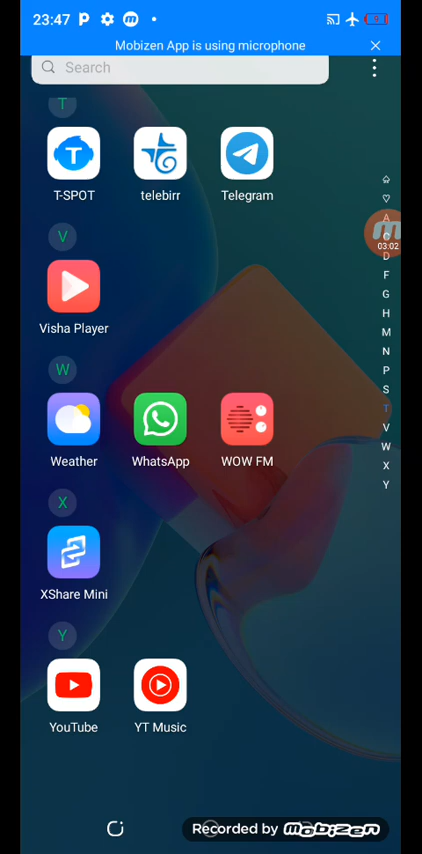 23:47
Mobizen App is using microphone
Search
T
T-SPOT
telebirr
Telegram
V
Visha Player
W
Weather
WhatsApp
WOW FM
X
XShare Mini
Y
YouTube
YT Music
A
C
D
F
G
H
M
N
P
S
T
V
W
X
Y
03:02
Recorded by mobizen